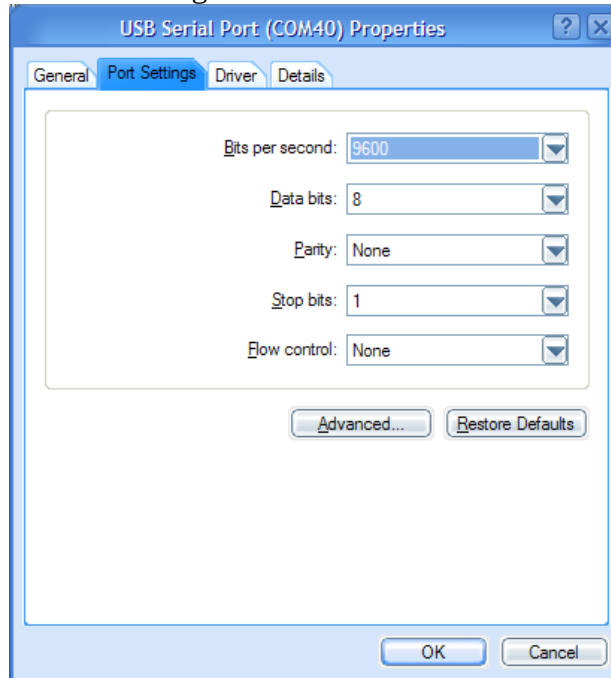 USB Serial Port (COM40) Properties
General Port Settings Driver Details
Bits per second: 9600
Data bits: 8
Parity: None
Stop bits: 1
Flow control: None
Advanced... Restore Defaults
OK Cancel